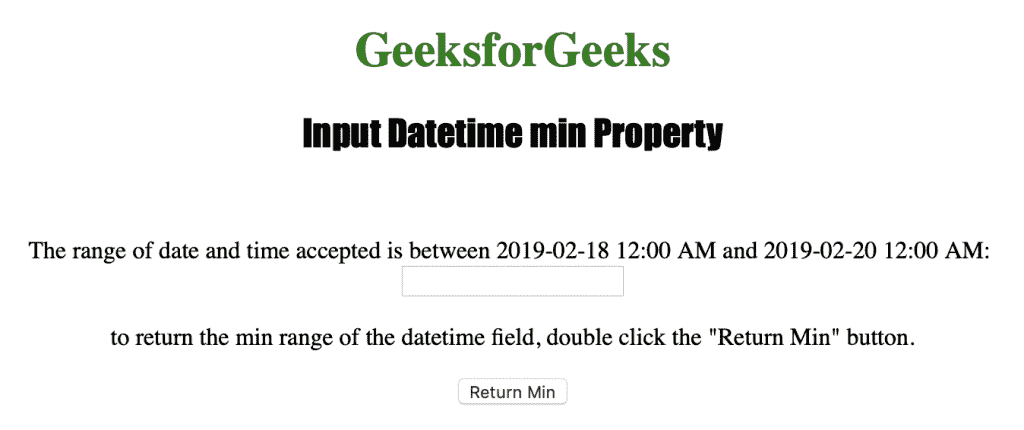 GeeksforGeeks
Input Datetime min Property
The range of date and time accepted is between 2019-02-18 12:00 AM and 2019-02-20 12:00 AM:
to return the min range of the datetime field, double click the "Return Min" button.
Return Min